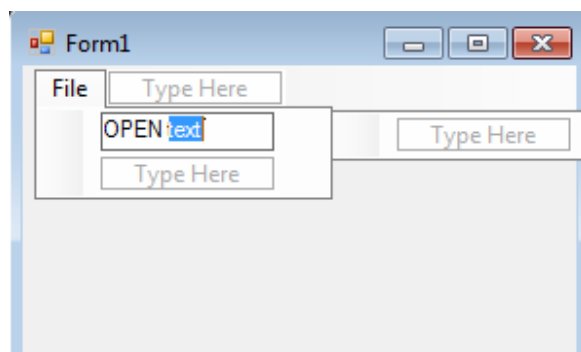 Form1
File Type Here
OPEN text Type Here
Type Here